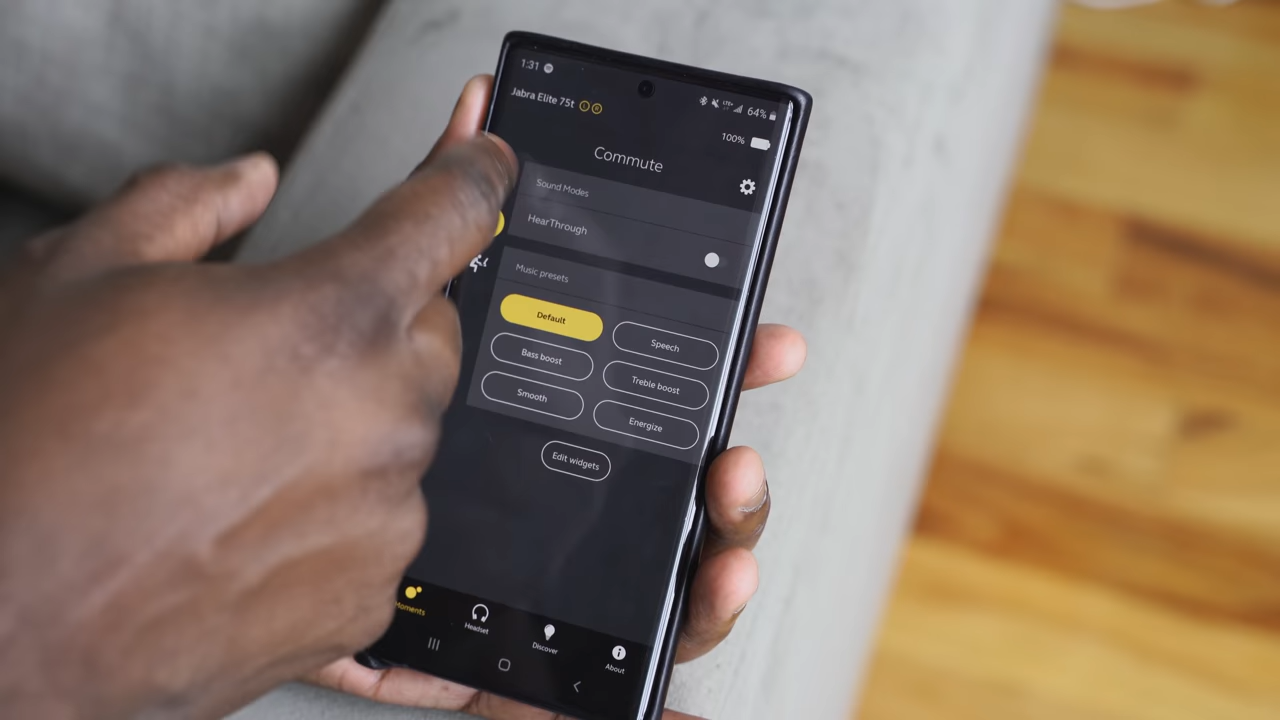 1:31
LTE+ 64%
Jabra Elite 75t L R
100%
Commute
Sound Modes
HearThrough
Music presets
Default
Speech
Bass boost
Treble boost
Smooth
Energize
Edit widgets
Moments
Headset
Discover
About